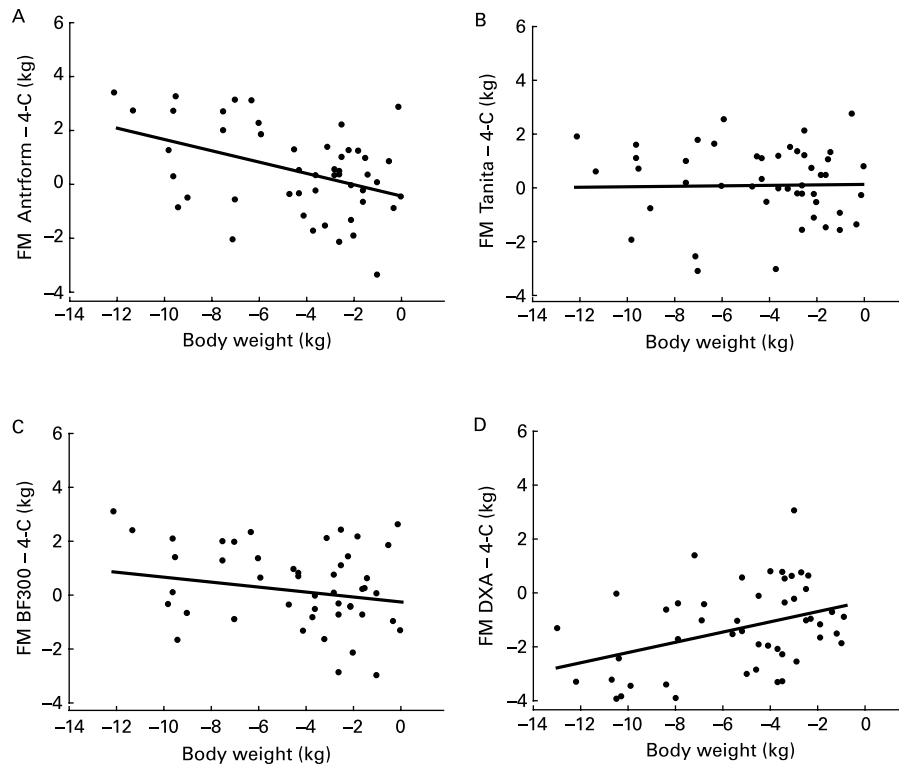 A
6
4
2
0
−2
−4
FM Antrform – 4-C (kg)
−14 −12 −10 −8 −6 −4 −2 0
Body weight (kg)
B
6
4
2
0
−2
−4
FM Tanita – 4-C (kg)
−14 −12 −10 −8 −6 −4 −2 0
Body weight (kg)
C
6
4
2
0
−2
−4
FM BF300 – 4-C (kg)
−14 −12 −10 −8 −6 −4 −2 0
Body weight (kg)
D
6
4
2
0
−2
−4
FM DXA – 4-C (kg)
−14 −12 −10 −8 −6 −4 −2 0
Body weight (kg)